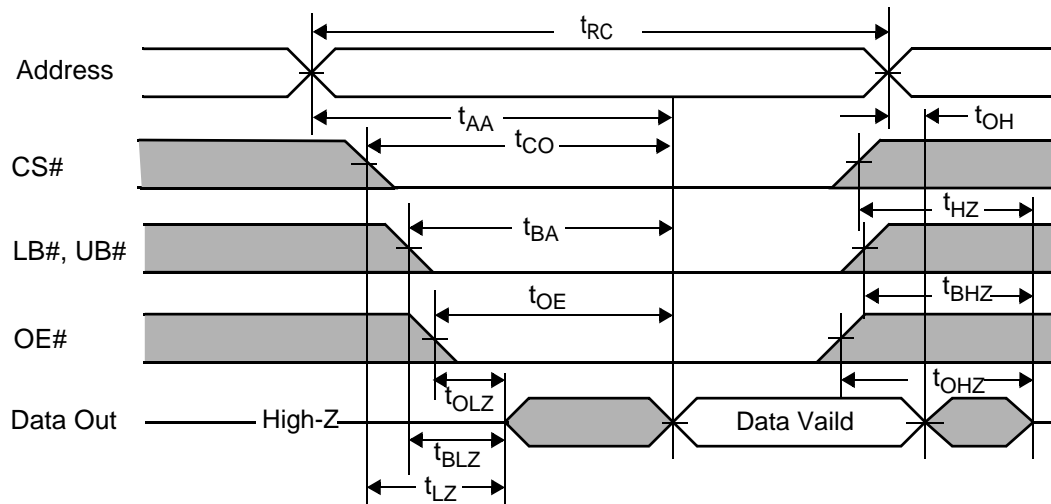 tRC
Address
tAA
tOH
tCO
CS#
tHZ
LB#, UB#
tBA
tBHZ
tOE
OE#
tOHZ
tOLZ
Data Out
High-Z
Data Vaild
tBLZ
tLZ